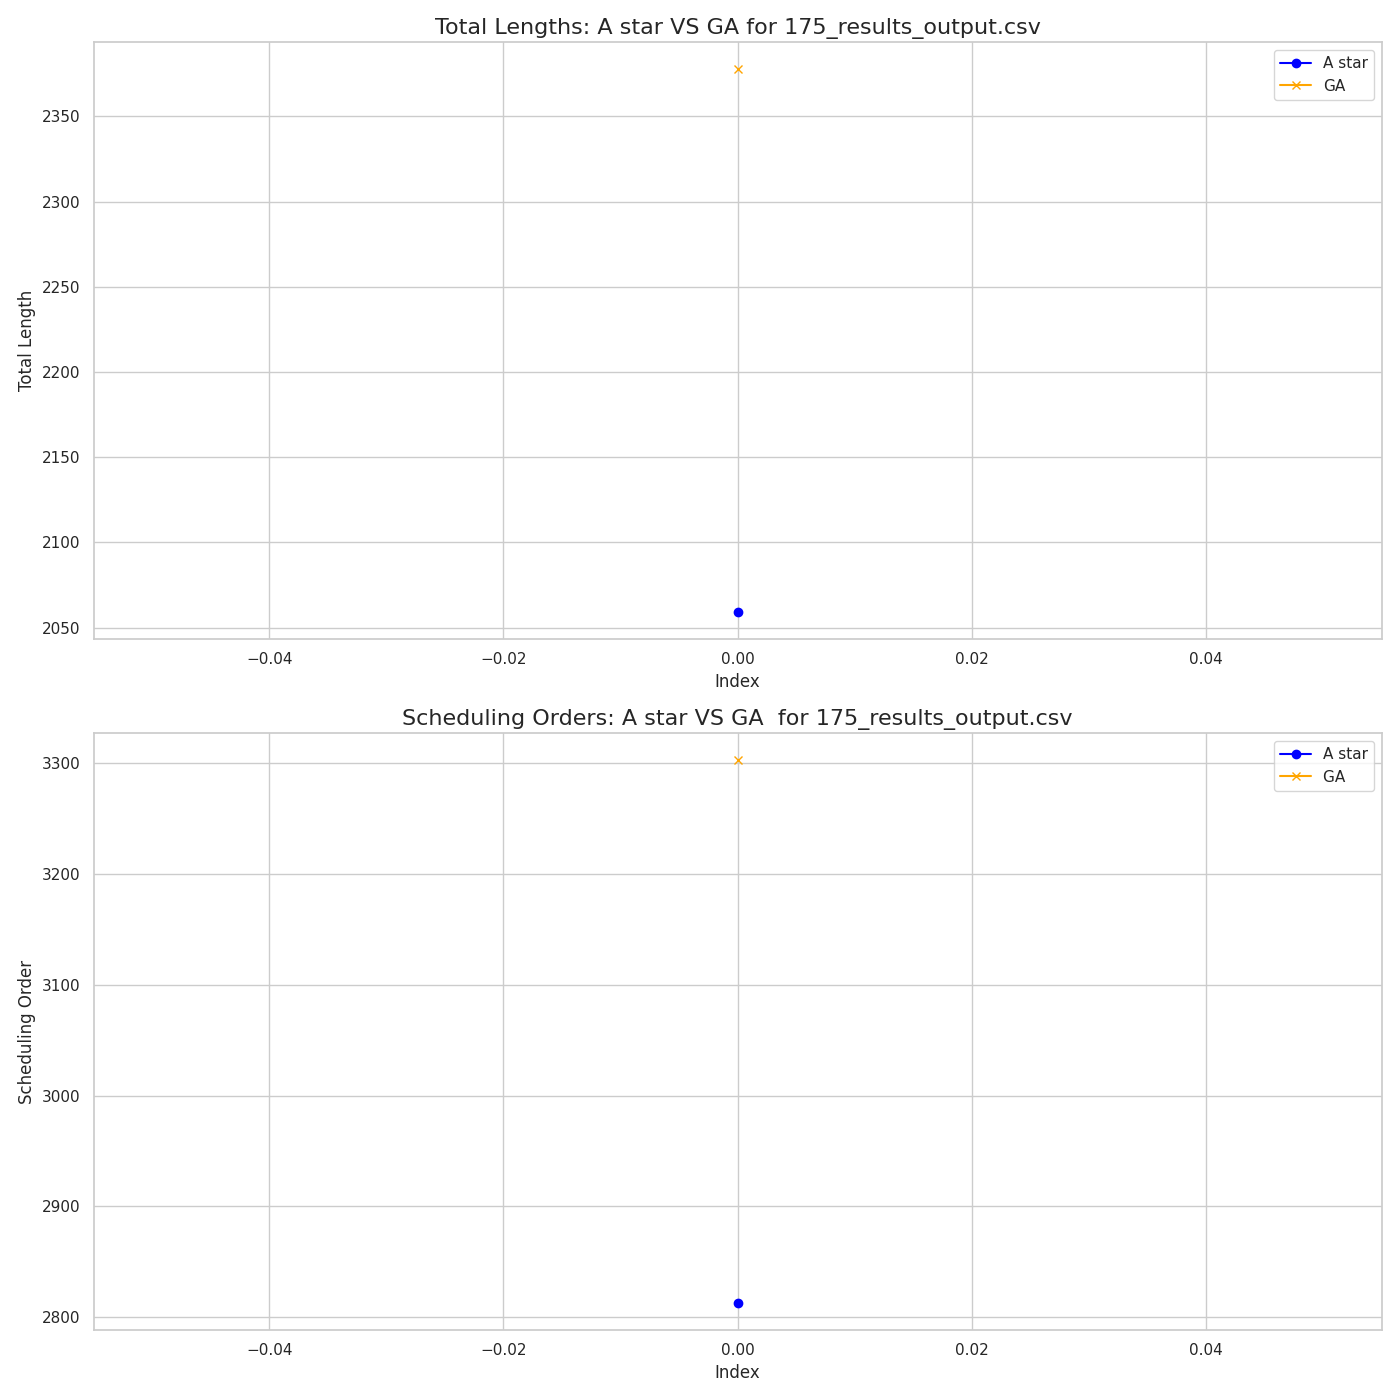 Total Lengths: A star VS GA for 175_results_output.csv
A star
GA
2350
2300
2250
2200
2150
2100
2050
Total Length
−0.04 −0.02 0.00 0.02 0.04
Index
Scheduling Orders: A star VS GA  for 175_results_output.csv
A star
GA
3300
3200
3100
3000
2900
2800
Scheduling Order
−0.04 −0.02 0.00 0.02 0.04
Index